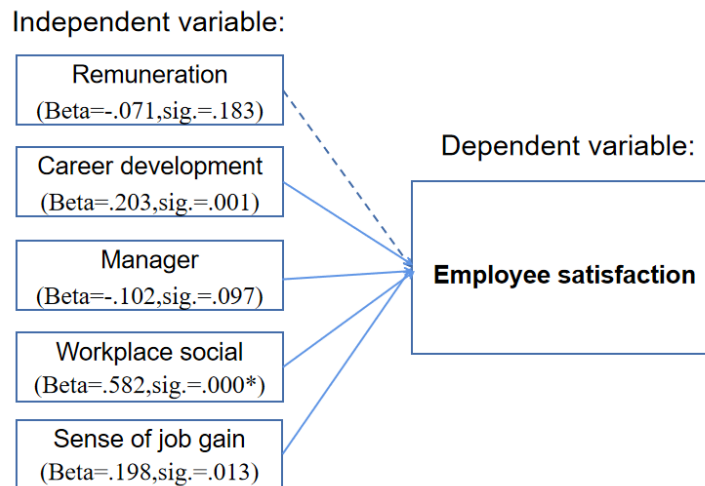 Independent variable:
Remuneration
(Beta=-.071,sig.=.183)
Career development
(Beta=.203,sig.=.001)
Manager
(Beta=-.102,sig.=.097)
Workplace social
(Beta=.582,sig.=.000*)
Sense of job gain
(Beta=.198,sig.=.013)
Dependent variable:
Employee satisfaction